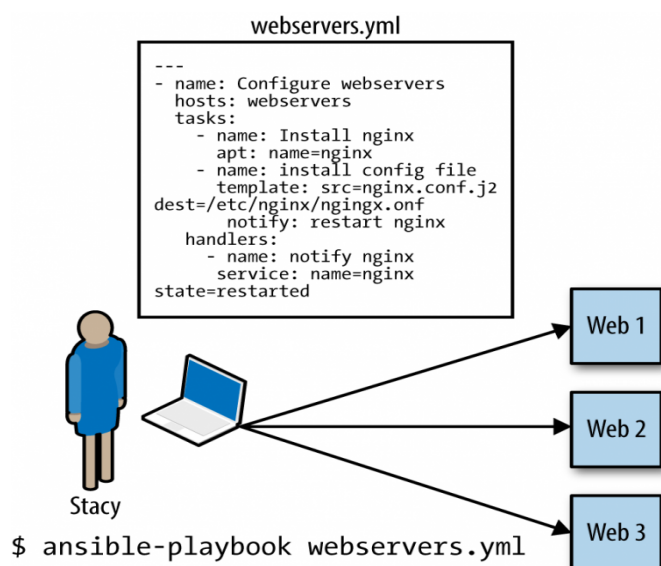 webservers.yml
---
- name: Configure webservers
  hosts: webservers
  tasks:
    - name: Install nginx
      apt: name=nginx
    - name: install config file
      template: src=nginx.conf.j2
dest=/etc/nginx/ngingx.onf
       notify: restart nginx
   handlers:
     - name: notify nginx
      service: name=nginx
state=restarted
Web 1
Web 2
Web 3
Stacy
$ ansible-playbook webservers.yml